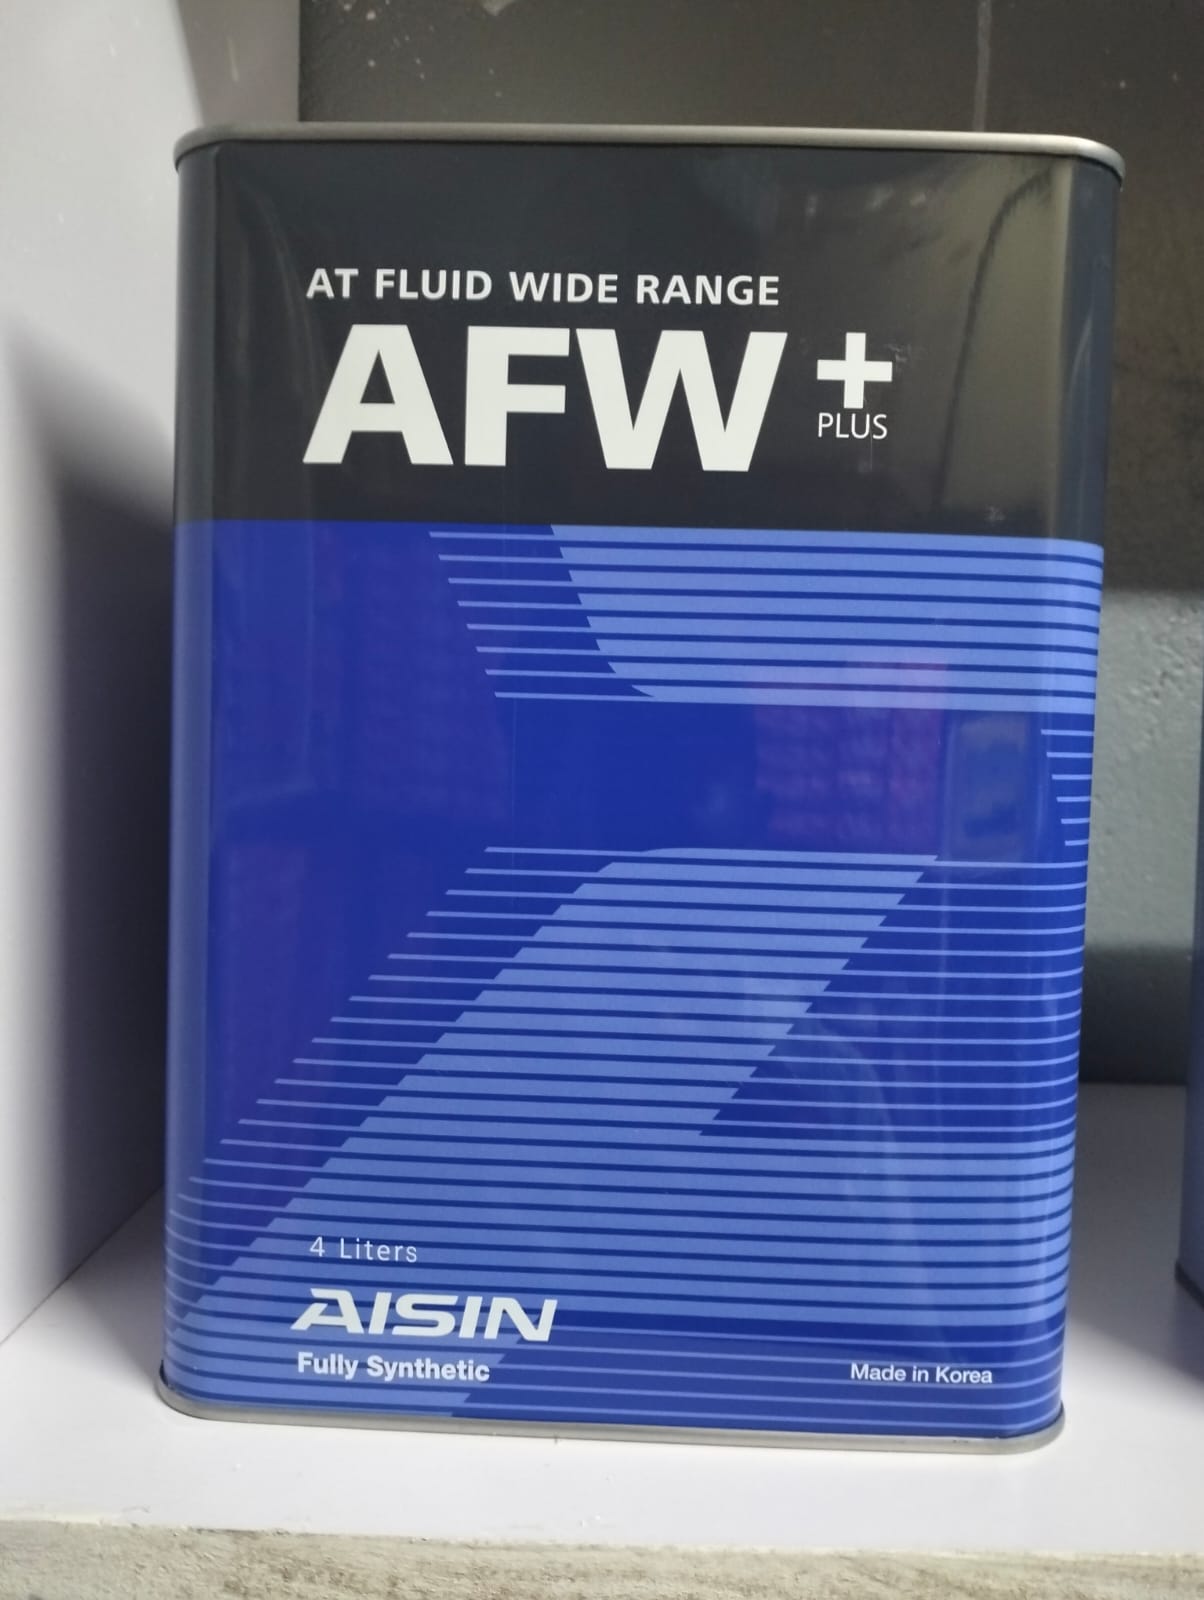 AT FLUID WIDE RANGE
AFW +
PLUS
4 Liters
AISIN
Fully Synthetic
Made in Korea